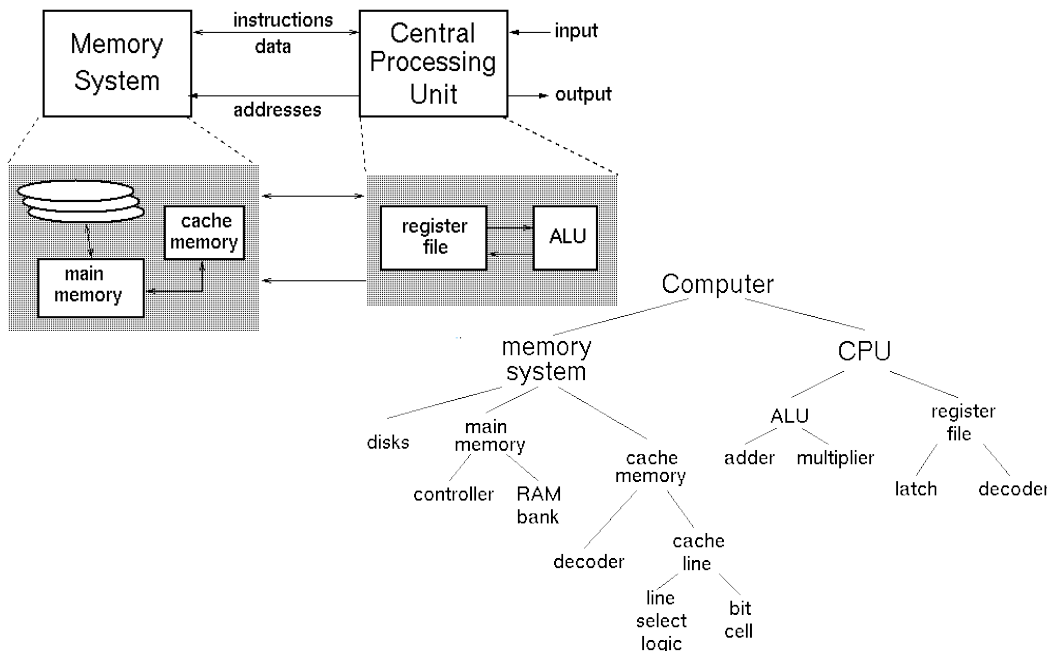 Memory
System
instructions
data
addresses
Central
Processing
Unit
input
output
cache
memory
main
memory
register
file
ALU
Computer
memory
system
CPU
disks
main
memory
cache
memory
ALU
register
file
controller
RAM
bank
adder
multiplier
latch
decoder
decoder
cache
line
line
select
logic
bit
cell